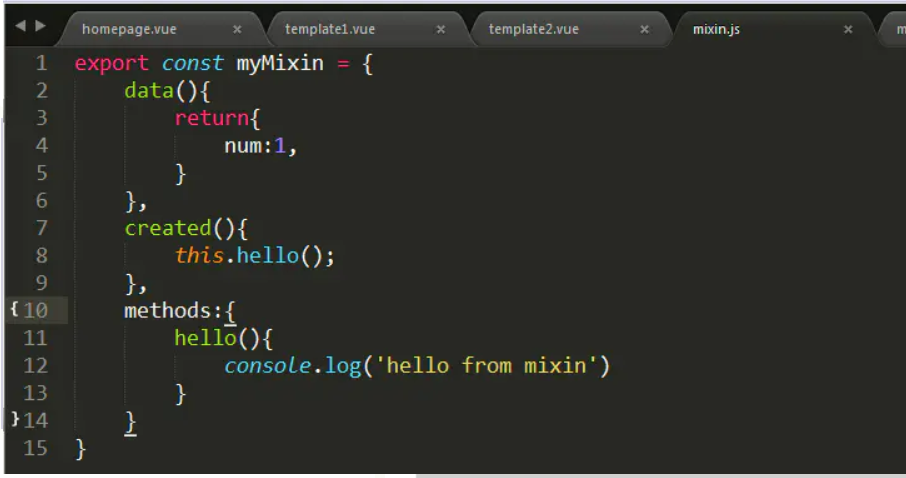 homepage.vue × template1.vue × template2.vue × mixin.js × m
1 export const myMixin = {
2 data(){
3 return{
4 num:1,
5 }
6 },
7 created(){
8 this.hello();
9 },
{10 methods:{
11 hello(){
12 console.log('hello from mixin')
13 }
}14 }
15 }